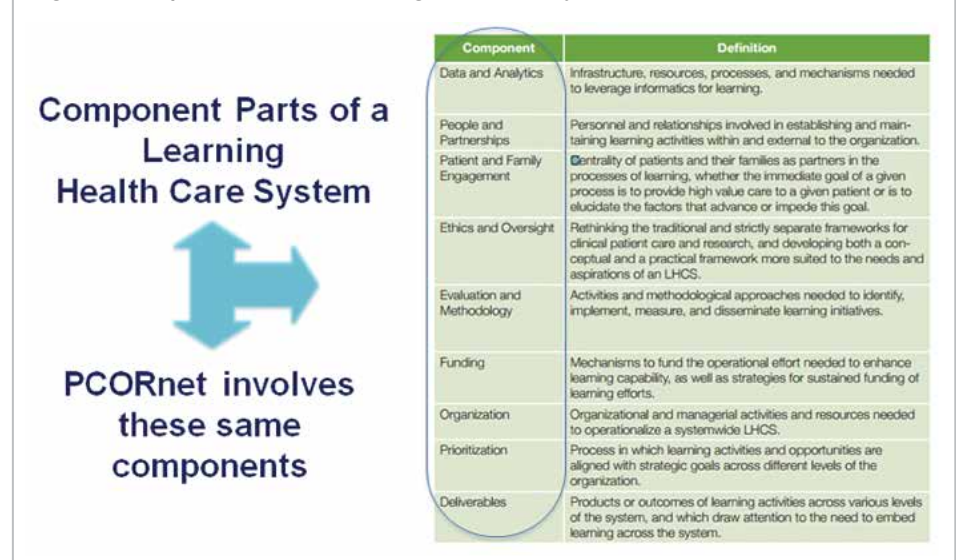 Component Parts of a
Learning
Health Care System
PCORnet involves
these same
components
Component Definition
Data and Analytics Infrastructure, resources, processes, and mechanisms needed
to leverage informatics for learning.
People and Personnel and relationships involved in establishing and main-
Partnerships taining learning activities within and external to the organization.
Patient and Family Centrality of patients and their families as partners in the
Engagement processes of learning, whether the immediate goal of a given
process is to provide high value care to a given patient or is to
elucidate the factors that advance or impede this goal.
Ethics and Oversight Rethinking the traditional and strictly separate frameworks for
clinical patient care and research, and developing both a con-
ceptual and a practical framework more suited to the needs and
aspirations of an LHCS.
Evaluation and Activities and methodological approaches needed to identify,
Methodology implement, measure, and disseminate learning initiatives.
Funding Mechanisms to fund the operational effort needed to enhance
learning capability, as well as strategies for sustained funding of
learning efforts.
Organization Organizational and managerial activities and resources needed
to operationalize a systemwide LHCS.
Prioritization Process in which learning activities and opportunities are
aligned with strategic goals across different levels of the
organization.
Deliverables Products or outcomes of learning activities across various levels
of the system, and which draw attention to the need to embed
learning across the system.